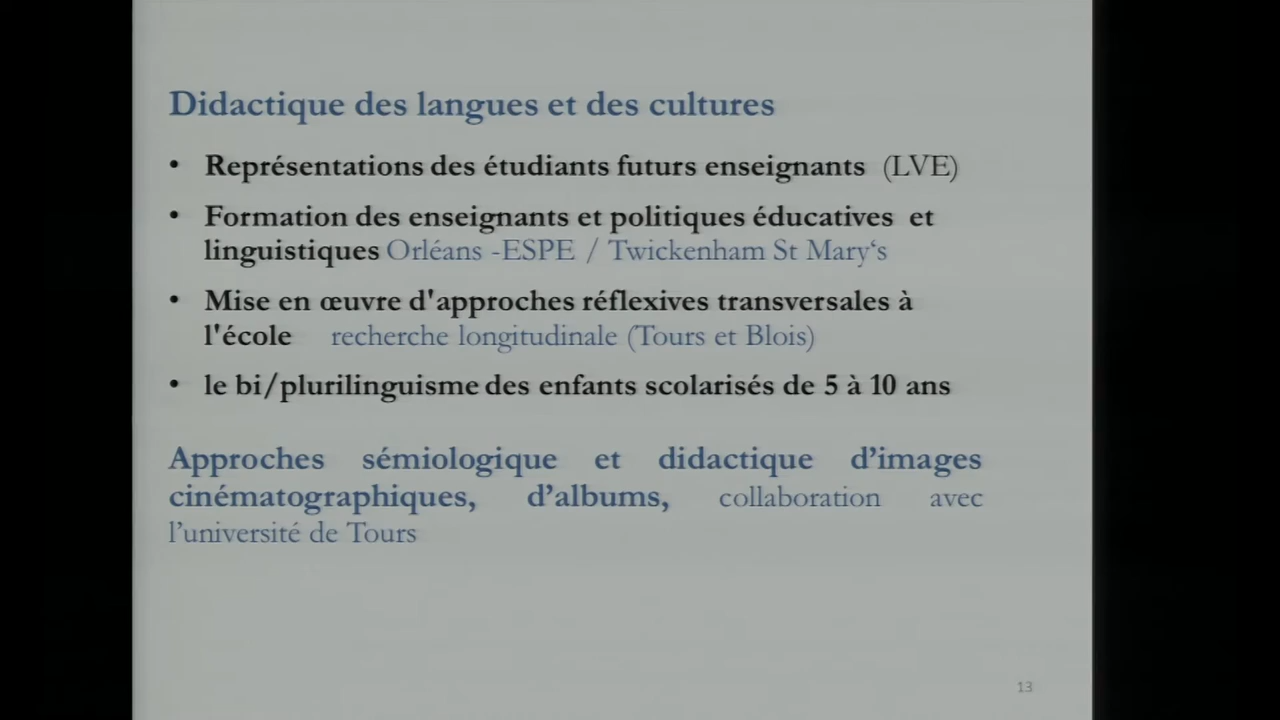 Didactique des langues et des cultures
• Représentations des étudiants futurs enseignants (LVE)
• Formation des enseignants et politiques éducatives et
linguistiques Orléans -ESPE / Twickenham St Mary‘s
• Mise en œuvre d'approches réflexives transversales à
l'école recherche longitudinale (Tours et Blois)
• le bi/plurilinguisme des enfants scolarisés de 5 à 10 ans
Approches sémiologique et didactique d’images
cinématographiques, d’albums, collaboration avec
l’université de Tours
13